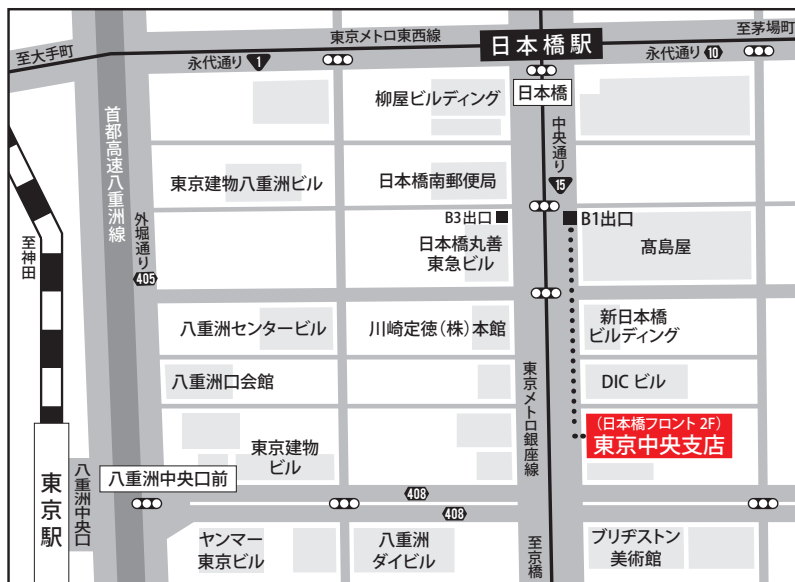 東京メトロ東西線
日本橋駅
至茅場町
至大手町
永代通り
1
永代通り
10
柳屋ビルディング
日本橋
首都高速八重洲線
中央通り
15
東京建物八重洲ビル
日本橋南郵便局
B3出口
B1出口
外堀通り
405
至神田
日本橋丸善
東急ビル
髙島屋
八重洲センタービル
川崎定徳(株)本館
新日本橋
ビルディング
八重洲口会館
東京メトロ銀座線
DIC ビル
(日本橋フロント 2F)
東京中央支店
東京建物
ビル
東京駅
八重洲中央口
八重洲中央口前
408
408
ヤンマー
東京ビル
八重洲
ダイビル
至京橋
ブリヂストン
美術館